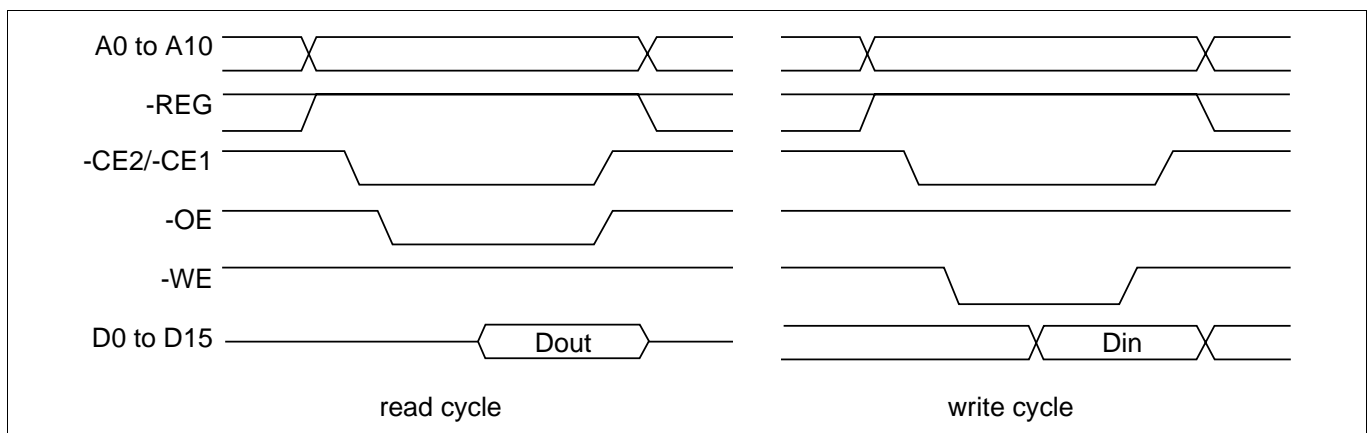 A0 to A10
-REG
-CE2/-CE1
-OE
-WE
D0 to D15
Dout
Din
read cycle
write cycle